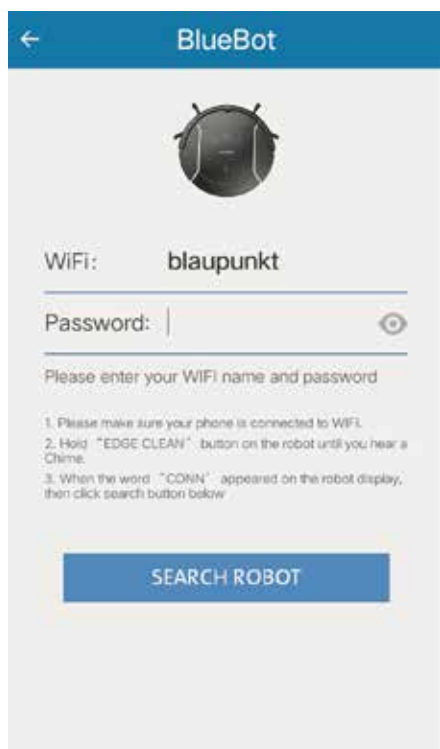 BlueBot
WiFi: blaupunkt
Password:
Please enter your WIFI name and password
1. Please make sure your phone is connected to WIFI.
2. Hold “EDGE CLEAN” button on the robot until you hear a
Chime.
3. When the word “CONN” appeared on the robot display,
then click search button below
SEARCH ROBOT